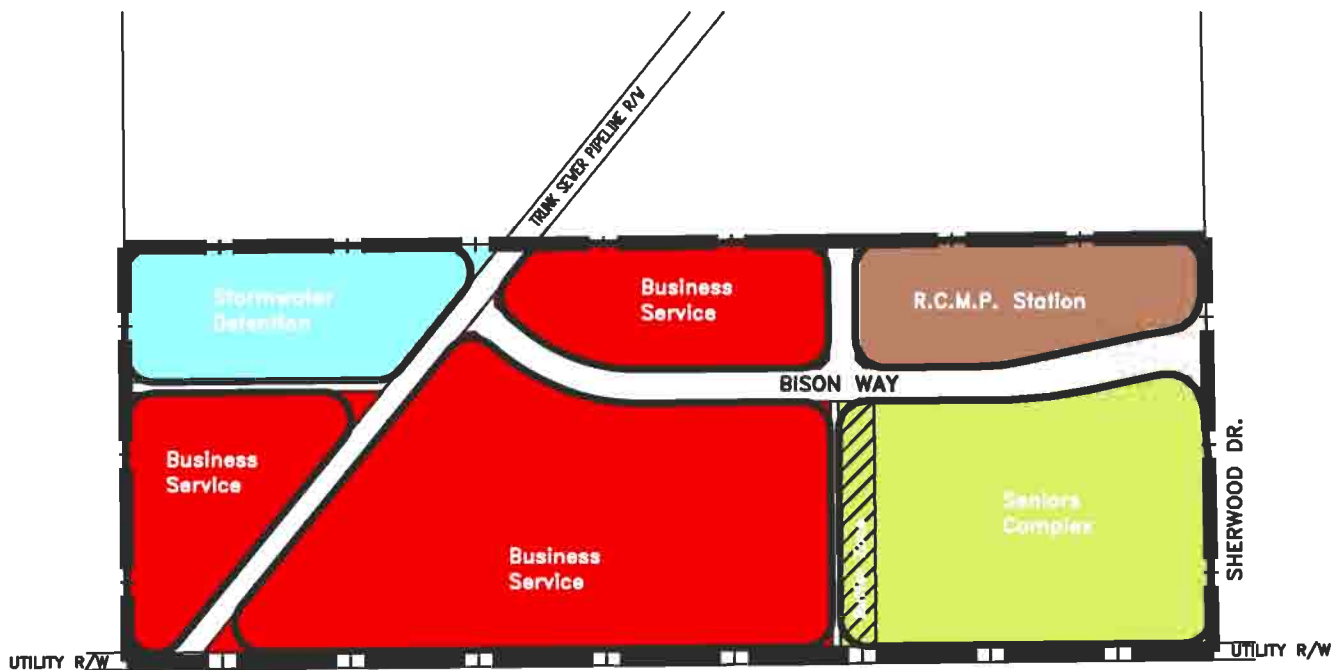 TRUNK SEWER PIPELINE R/W
Stormwater
Detention
Business
Service
R.C.M.P. Station
BISON WAY
Business
Service
Seniors
Complex
SHERWOOD DR.
Business
Service
UTILITY R/W
UTILITY R/W